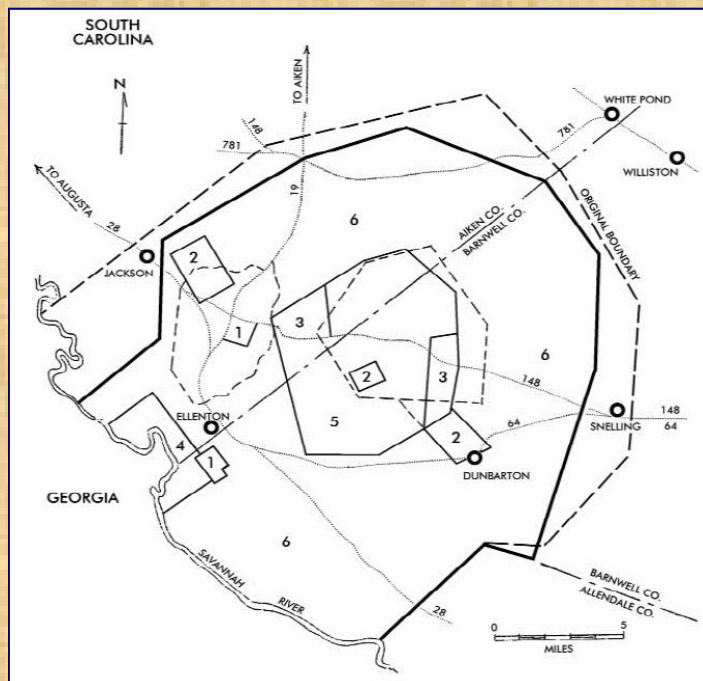 SOUTH
CAROLINA
N
TO AIKEN
148
781
19
781
WHITE POND
WILLISTON
TO AUGUSTA
28
JACKSON
6
AIKEN CO.
BARNWELL CO.
ORIGINAL BOUNDARY
2
1
3
2
3
6
148
ELLENTON
5
64
2
SNELLING
148
64
4
1
DUNBARTON
GEORGIA
6
SAVANNAH
RIVER
28
BARNWELL CO.
ALLENDALE CO.
0
5
MILES